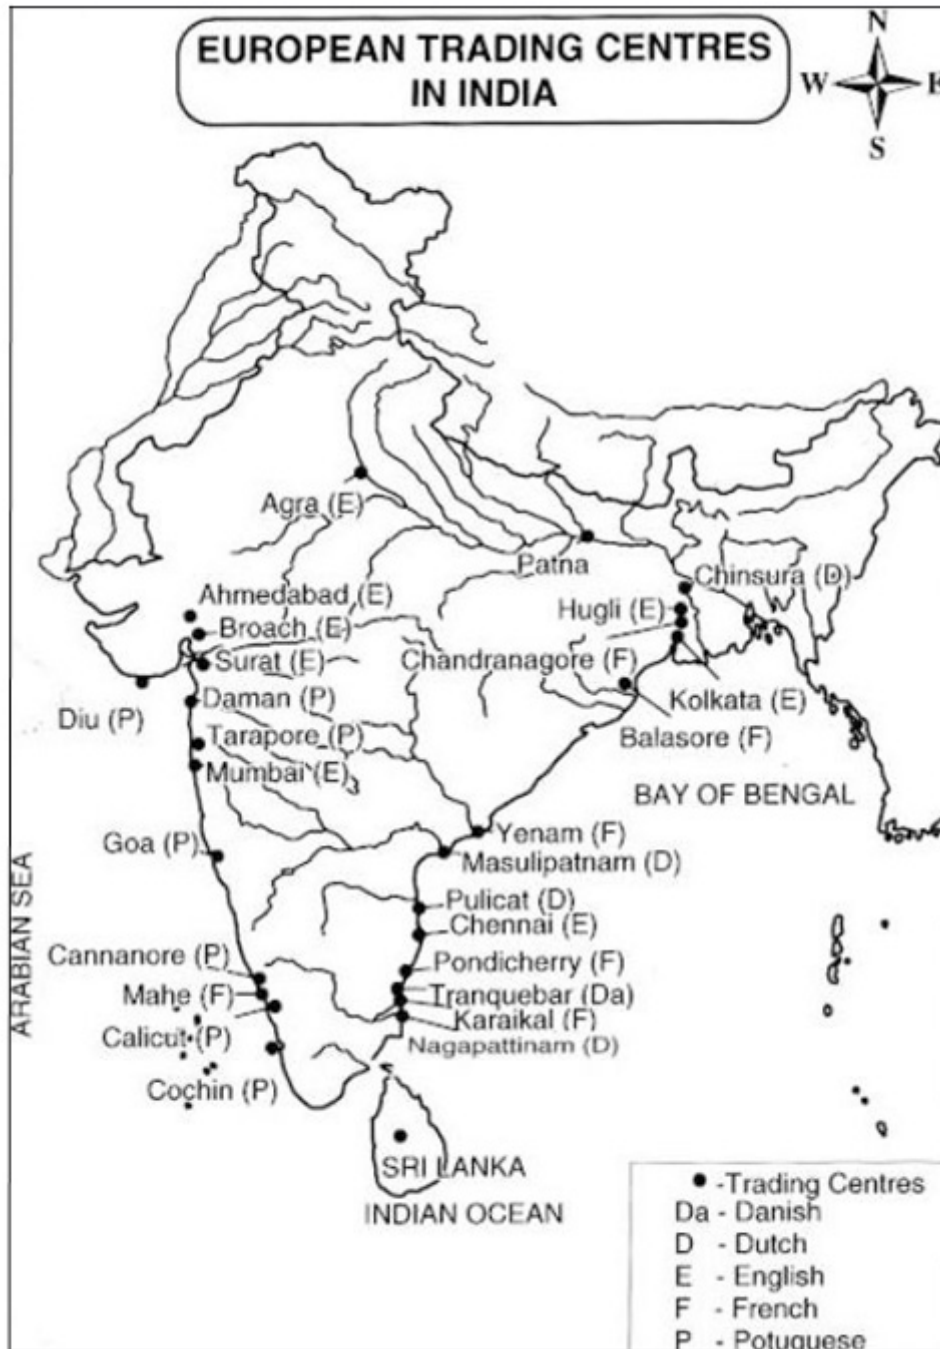 EUROPEAN TRADING CENTRES
IN INDIA
N
W
E
S
Agra (E)
Patna
Chinsura (D)
Ahmedabad (E)
Hugli (E)
Broach (E)
Surat (E)
Chandranagore (F)
Kolkata (E)
Daman (P)
Diu (P)
Tarapore (P)
Balasore (F)
Mumbai (E)
BAY OF BENGAL
Goa (P)
Yenam (F)
Masulipatnam (D)
ARABIAN SEA
Pulicat (D)
Chennai (E)
Cannanore (P)
Pondicherry (F)
Mahe (F)
Tranquebar (Da)
Karaikal (F)
Calicut (P)
Nagapattinam (D)
Cochin (P)
SRI LANKA
INDIAN OCEAN
-Trading Centres
Da - Danish
D - Dutch
E - English
F - French
P - Potuguese